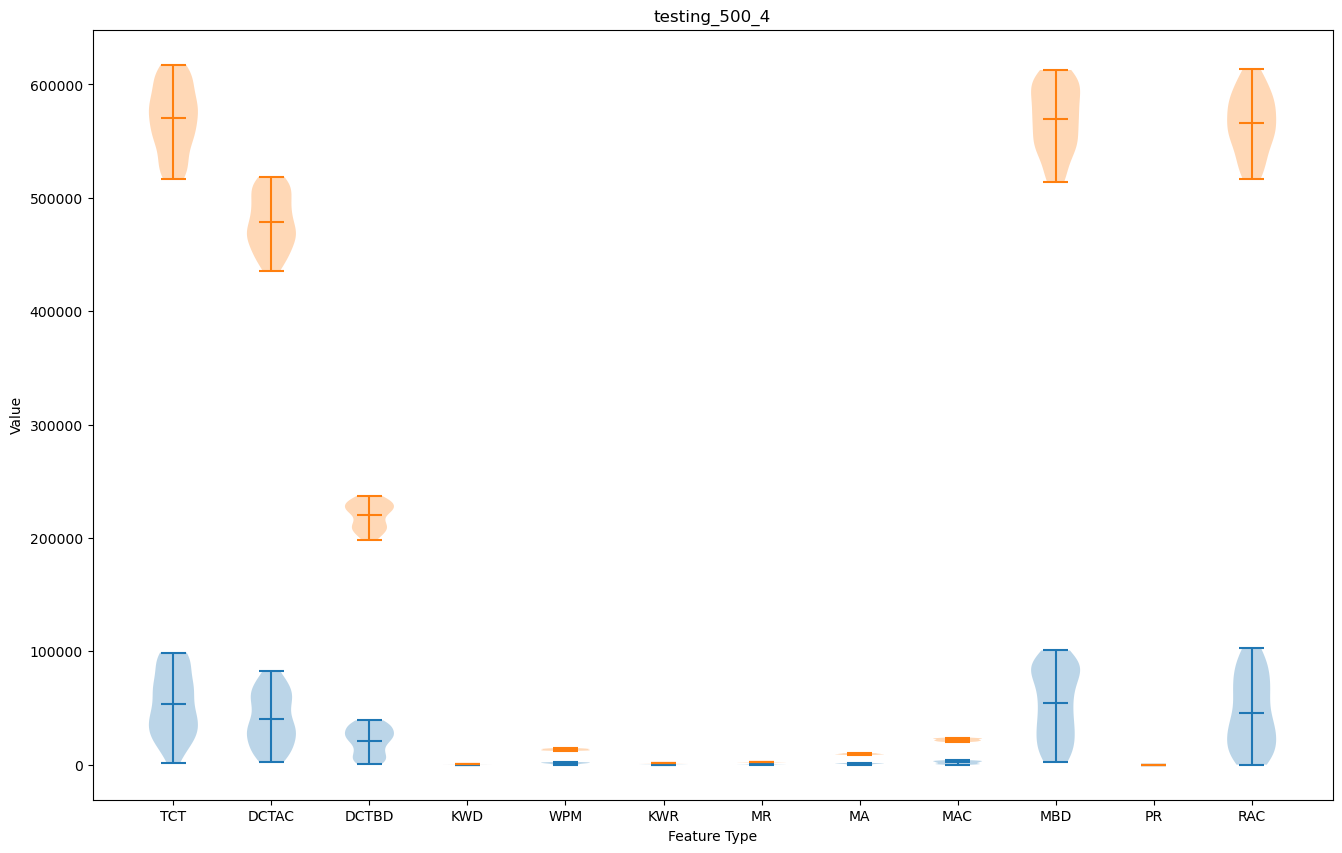 testing_500_4
600000
500000
400000
300000
200000
100000
0
Value
TCT DCTAC DCTBD KWD WPM KWR MR MA MAC MBD PR RAC
Feature Type